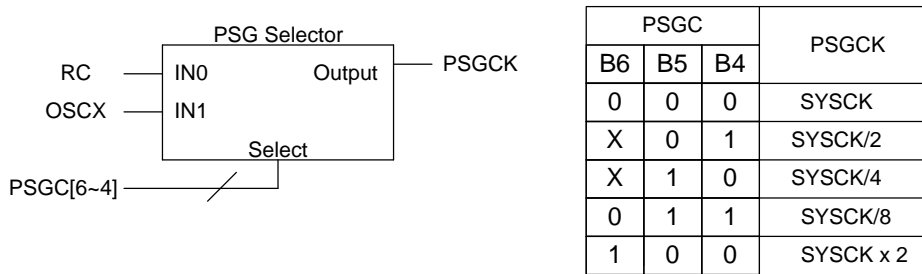 PSG Selector
RC
IN0
Output
PSGCK
OSCX
IN1
Select
PSGC[6~4]
PSGC
PSGCK
B6 B5 B4
0 0 0 SYSCK
X 0 1 SYSCK/2
X 1 0 SYSCK/4
0 1 1 SYSCK/8
1 0 0 SYSCK x 2